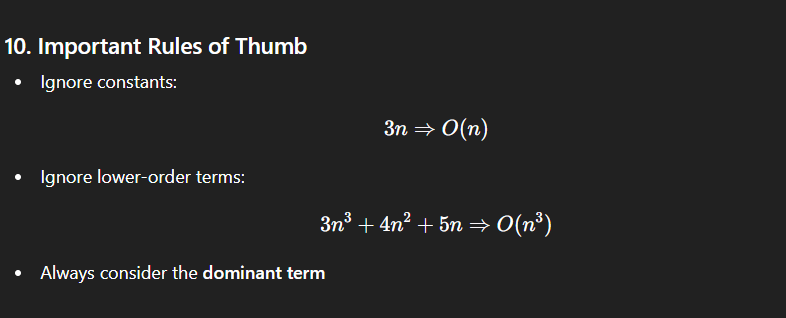 10. Important Rules of Thumb
• Ignore constants:
3n ⇒ O(n)
• Ignore lower-order terms:
3n³ + 4n² + 5n ⇒ O(n³)
• Always consider the dominant term